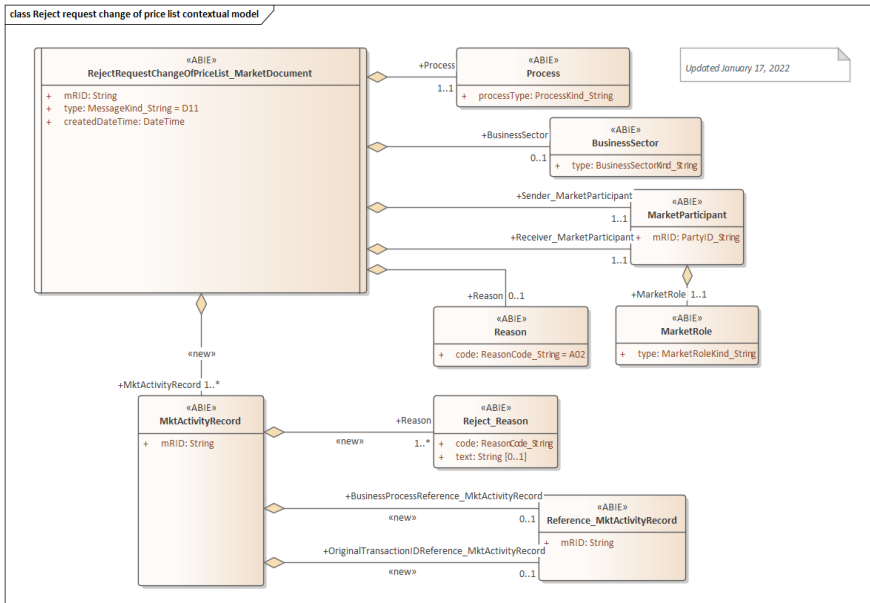 class Reject request change of price list contextual model
«ABIE»
RejectRequestChangeOfPriceList_MarketDocument
+ mRID: String
+ type: MessageKind_String = D11
+ createdDateTime: DateTime
+Process
1..1
«ABIE»
Process
+ processType: ProcessKind_String
Updated January 17, 2022
+BusinessSector
0..1
«ABIE»
BusinessSector
+ type: BusinessSectorKind_String
+Sender_MarketParticipant
1..1
+Receiver_MarketParticipant
1..1
«ABIE»
MarketParticipant
+ mRID: PartyID_String
+MarketRole 1..1
«ABIE»
MarketRole
+ type: MarketRoleKind_String
+Reason 0..1
«ABIE»
Reason
+ code: ReasonCode_String = A02
«new»
+MktActivityRecord 1..*
«ABIE»
MktActivityRecord
+ mRID: String
+Reason
«new»
1..*
«ABIE»
Reject_Reason
+ code: ReasonCode_String
+ text: String [0..1]
+BusinessProcessReference_MktActivityRecord
«new»
0..1
+OriginalTransactionIDReference_MktActivityRecord
«new»
0..1
«ABIE»
Reference_MktActivityRecord
+ mRID: String